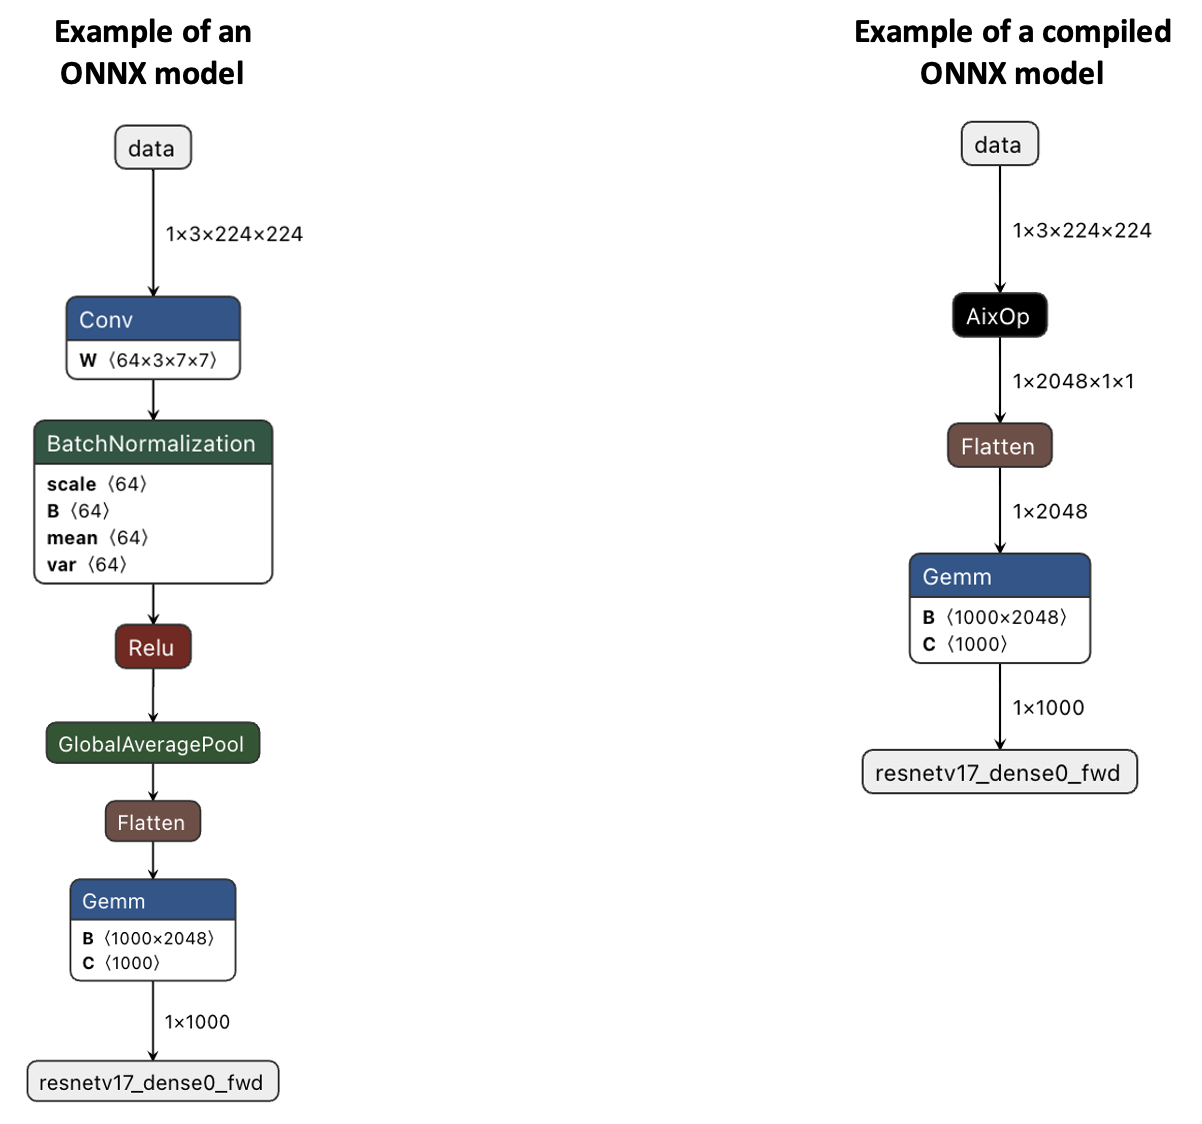 Example of an
ONNX model
data
1×3×224×224
Conv
W ⟨64×3×7×7⟩
BatchNormalization
scale ⟨64⟩
B ⟨64⟩
mean ⟨64⟩
var ⟨64⟩
Relu
GlobalAveragePool
Flatten
Gemm
B ⟨1000×2048⟩
C ⟨1000⟩
1×1000
resnetv17_dense0_fwd
Example of a compiled
ONNX model
data
1×3×224×224
AixOp
1×2048×1×1
Flatten
1×2048
Gemm
B ⟨1000×2048⟩
C ⟨1000⟩
1×1000
resnetv17_dense0_fwd